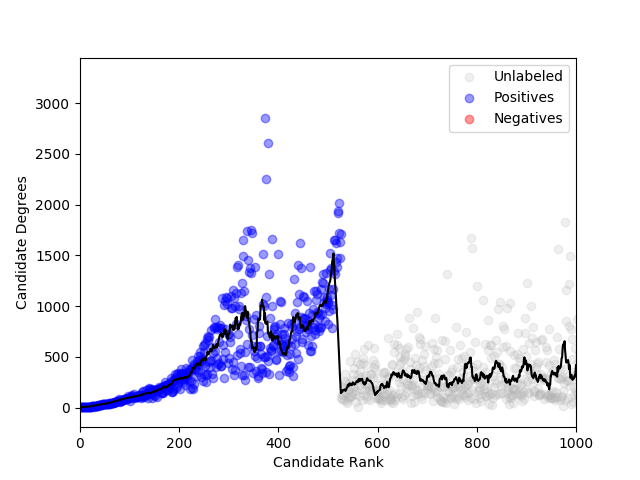 Unlabeled
Positives
Negatives
3000
2500
2000
1500
1000
500
0
Candidate Degrees
0 200 400 600 800 1000
Candidate Rank